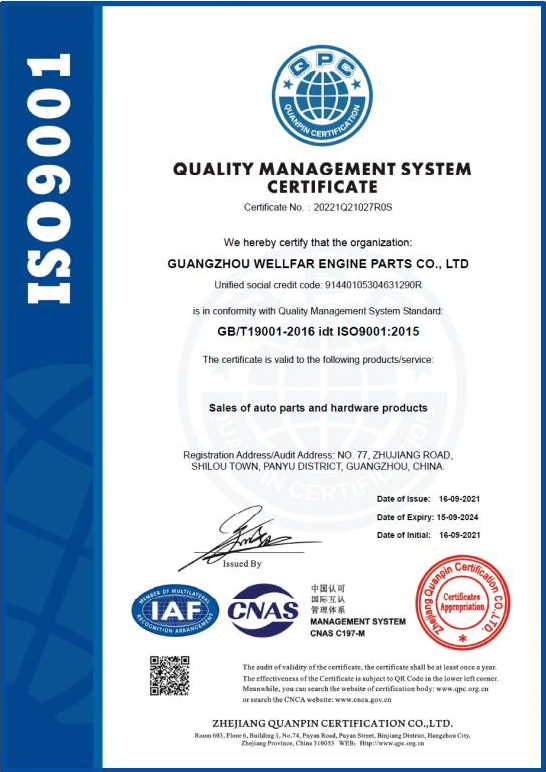 ISO9001
QPC
QUANPIN CERTIFICATION
QUALITY MANAGEMENT SYSTEM
CERTIFICATE
Certificate No. : 20221Q21027R0S
We hereby certify that the organization:
GUANGZHOU WELLFAR ENGINE PARTS CO., LTD
Unified social credit code: 91440105304631290R
is in conformity with Quality Management System Standard:
GB/T19001-2016 idt ISO9001:2015
The certificate is valid to the following products/service:
Sales of auto parts and hardware products
Registration Address/Audit Address: NO. 77, ZHUJIANG ROAD,
SHILOU TOWN, PANYU DISTRICT, GUANGZHOU, CHINA.
Date of Issue: 16-09-2021
Date of Expiry: 15-09-2024
Date of Initial: 16-09-2021
Issued By
MEMBER OF MULTILATERAL
IAF
RECOGNITION ARRANGEMENT
CNAS
中国认可
国际互认
管理体系
MANAGEMENT SYSTEM
CNAS C197-M
Zhejiang Quanpin Certification CO.,LTD.
Certificates
Appropriation
The audit of validity of the certificate, the certificate shall be at least once a year.
The effectiveness of the Certificate is subject to QR Code in the lower left corner.
Meanwhile, you can search the website of certification body: www.qpc.org.cn
or search the CNCA website: www.cnca.gov.cn
ZHEJIANG QUANPIN CERTIFICATION CO.,LTD.
Room 603, Floor 6, Building 1, No.74, Puyan Road, Puyan Street, Binjiang District, Hangzhou City,
Zhejiang Province, China 310053 WEB: Http://www.qpc.org.cn